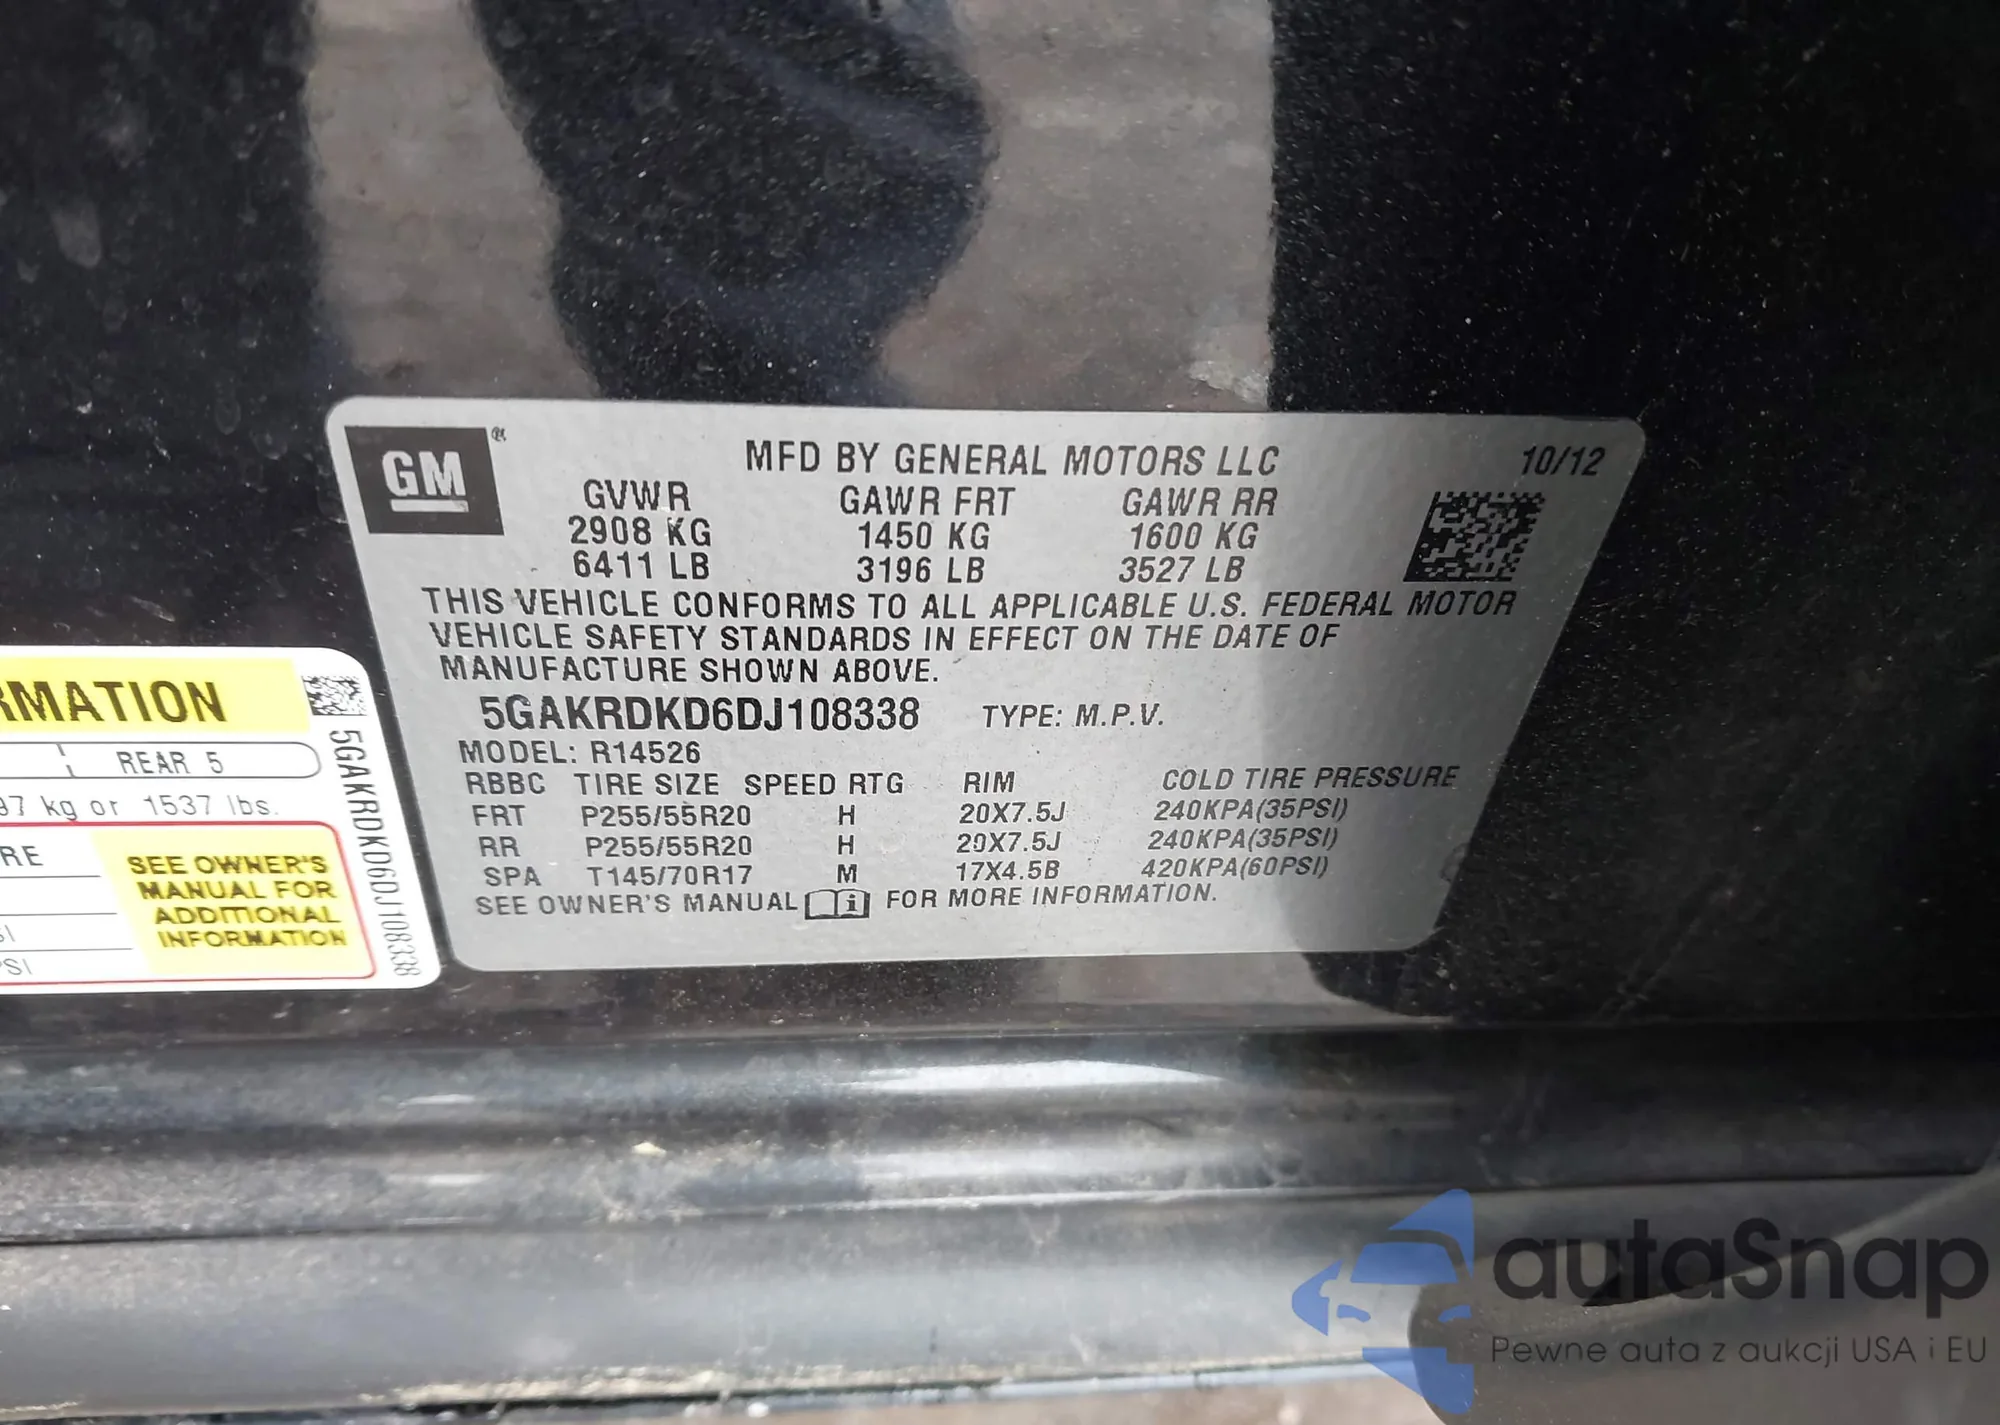 GM ®
MFD BY GENERAL MOTORS LLC 10/12
GVWR GAWR FRT GAWR RR
2908 KG 1450 KG 1600 KG
6411 LB 3196 LB 3527 LB
THIS VEHICLE CONFORMS TO ALL APPLICABLE U.S. FEDERAL MOTOR
VEHICLE SAFETY STANDARDS IN EFFECT ON THE DATE OF
MANUFACTURE SHOWN ABOVE.
5GAKRDKD6DJ108338 TYPE: M.P.V.
MODEL: R14526
RBBC TIRE SIZE SPEED RTG RIM COLD TIRE PRESSURE
FRT P255/55R20 H 20X7.5J 240KPA(35PSI)
RR P255/55R20 H 20X7.5J 240KPA(35PSI)
SPA T145/70R17 M 17X4.5B 420KPA(60PSI)
SEE OWNER'S MANUAL i FOR MORE INFORMATION.
RMATION
REAR 5
97 kg or 1537 lbs.
RE
SEE OWNER'S
MANUAL FOR
ADDITIONAL
INFORMATION
SI
PSI
5GAKRDKD6DJ108338
autaSnap
Pewne auta z aukcji USA i EU